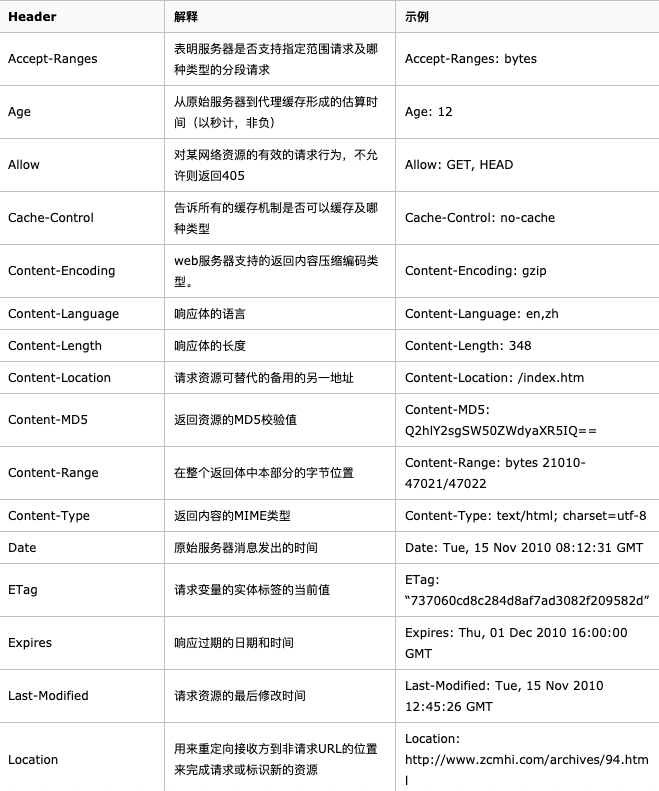 Header 解释 示例
Accept-Ranges 表明服务器是否支持指定范围请求及哪 Accept-Ranges: bytes
种类型的分段请求
Age 从原始服务器到代理缓存形成的估算时 Age: 12
间（以秒计，非负）
Allow 对某网络资源的有效的请求行为，不允 Allow: GET, HEAD
许则返回405
Cache-Control 告诉所有的缓存机制是否可以缓存及哪 Cache-Control: no-cache
种类型
Content-Encoding web服务器支持的返回内容压缩编码类 Content-Encoding: gzip
型。
Content-Language 响应体的语言 Content-Language: en,zh
Content-Length 响应体的长度 Content-Length: 348
Content-Location 请求资源可替代的备用的另一地址 Content-Location: /index.htm
Content-MD5 返回资源的MD5校验值 Content-MD5:
Q2hlY2sgSW50ZWdyaXR5IQ==
Content-Range 在整个返回体中本部分的字节位置 Content-Range: bytes 21010-
47021/47022
Content-Type 返回内容的MIME类型 Content-Type: text/html; charset=utf-8
Date 原始服务器消息发出的时间 Date: Tue, 15 Nov 2010 08:12:31 GMT
ETag 请求变量的实体标签的当前值 ETag:
“737060cd8c284d8af7ad3082f209582d”
Expires 响应过期的日期和时间 Expires: Thu, 01 Dec 2010 16:00:00
GMT
Last-Modified 请求资源的最后修改时间 Last-Modified: Tue, 15 Nov 2010
12:45:26 GMT
Location 用来重定向接收方到非请求URL的位置 Location:
来完成请求或标识新的资源 http://www.zcmhi.com/archives/94.htm
l